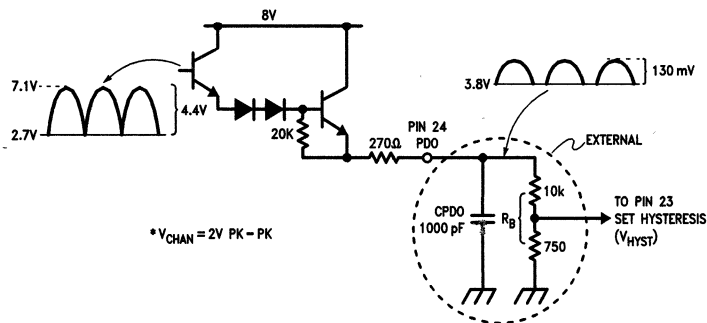 8V
7.1V
4.4V
2.7V
20K
270Ω
PIN 24
PDO
3.8V
130 mV
EXTERNAL
10k
CPDO
1000 pF
R_B
750
TO PIN 23
SET HYSTERESIS
(V_HYST)
* V_CHAN = 2V PK – PK